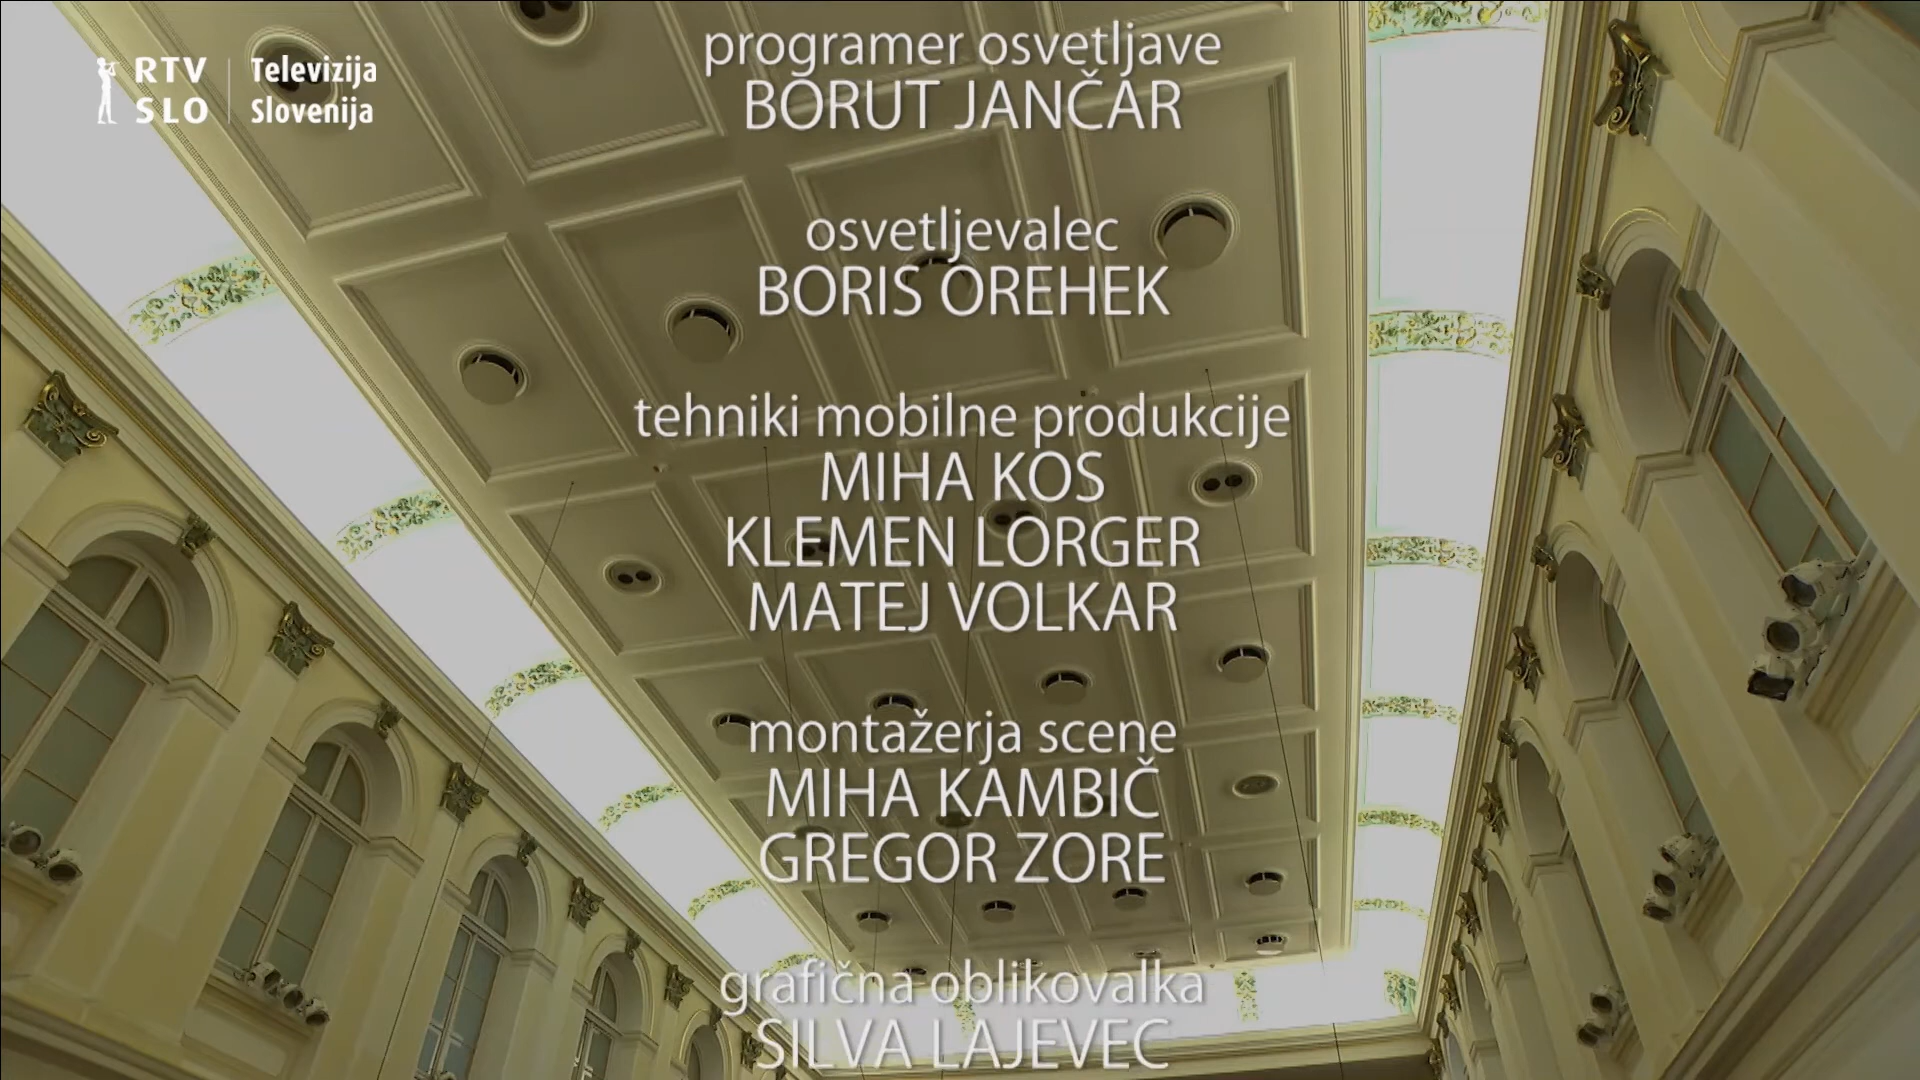 RTV SLO
Televizija Slovenija
programer osvetljave
BORUT JANČAR
osvetljevalec
BORIS OREHEK
tehniki mobilne produkcije
MIHA KOS
KLEMEN LORGER
MATEJ VOLKAR
montažerja scene
MIHA KAMBIČ
GREGOR ZORE
grafična oblikovalka
SILVA LAJEVEC